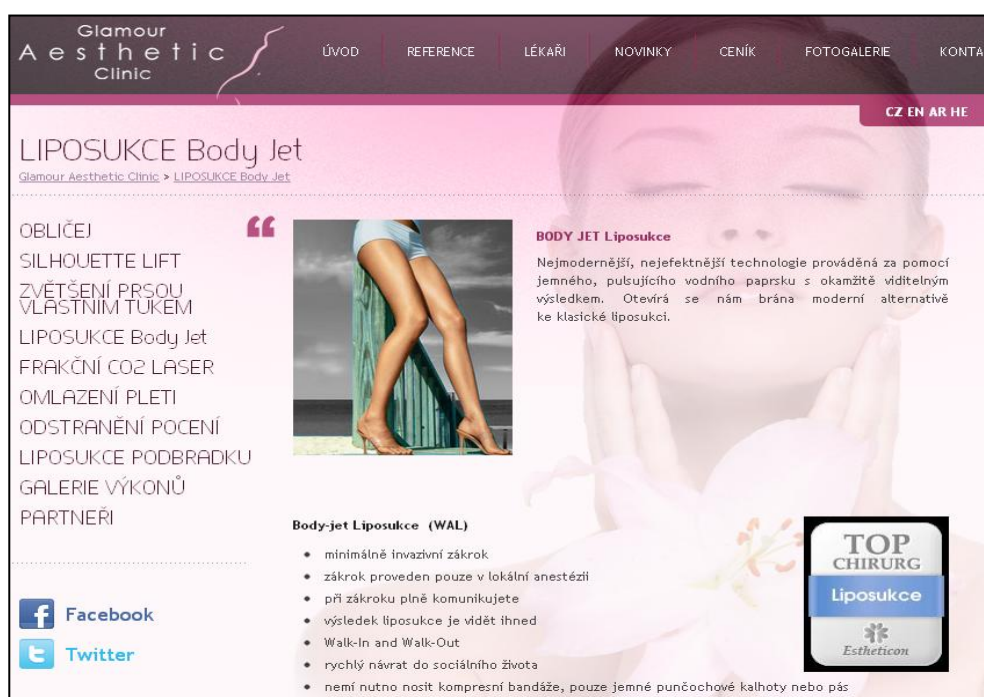 Glamour
Aesthetic
Clinic
ÚVOD REFERENCE LÉKAŘI NOVINKY CENÍK FOTOGALERIE KONTA
CZ EN AR HE
LIPOSUKCE Body Jet
Glamour Aesthetic Clinic > LIPOSUKCE Body Jet
OBLIČEJ
SILHOUETTE LIFT
ZVĚTŠENÍ PRSOU
VLASTNIM TUKEM
LIPOSUKCE Body Jet
FRAKČNÍ CO2 LASER
OMLAZENÍ PLETI
ODSTRANĚNÍ POCENÍ
LIPOSUKCE PODBRADKU
GALERIE VÝKONŮ
PARTNEŘI
Facebook
Twitter
“
BODY JET Liposukce
Nejmodernější, nejefektnější technologie prováděná za pomocí
jemného, pulsujícího vodního paprsku s okamžitě viditelným
výsledkem. Otevírá se nám brána moderní alternativě
ke klasické liposukci.
Body-jet Liposukce (WAL)
• minimálně invazivní zákrok
• zákrok proveden pouze v lokální anestézii
• při zákroku plně komunikujete
• výsledek liposukce je vidět ihned
• Walk-In and Walk-Out
• rychlý návrat do sociálního života
• nemí nutno nosit kompresní bandáže, pouze jemné punčochové kalhoty nebo pás
TOP
CHIRURG
Liposukce
Estheticon